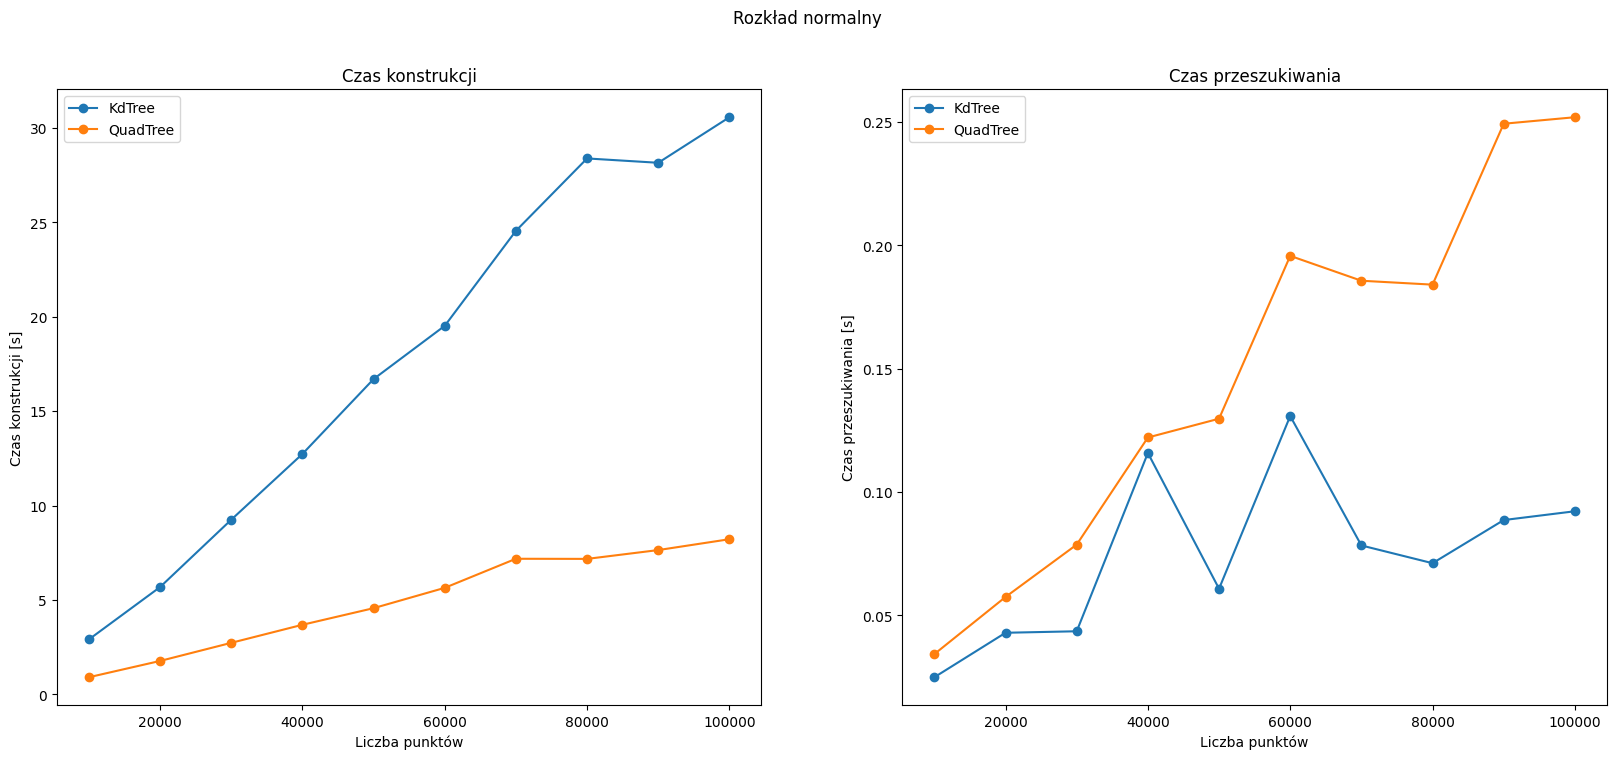 Rozkład normalny
Czas konstrukcji
KdTree
QuadTree
30
25
20
15
10
5
0
Czas konstrukcji [s]
20000
40000
60000
80000
100000
Liczba punktów
Czas przeszukiwania
KdTree
QuadTree
0.25
0.20
0.15
0.10
0.05
Czas przeszukiwania [s]
20000
40000
60000
80000
100000
Liczba punktów